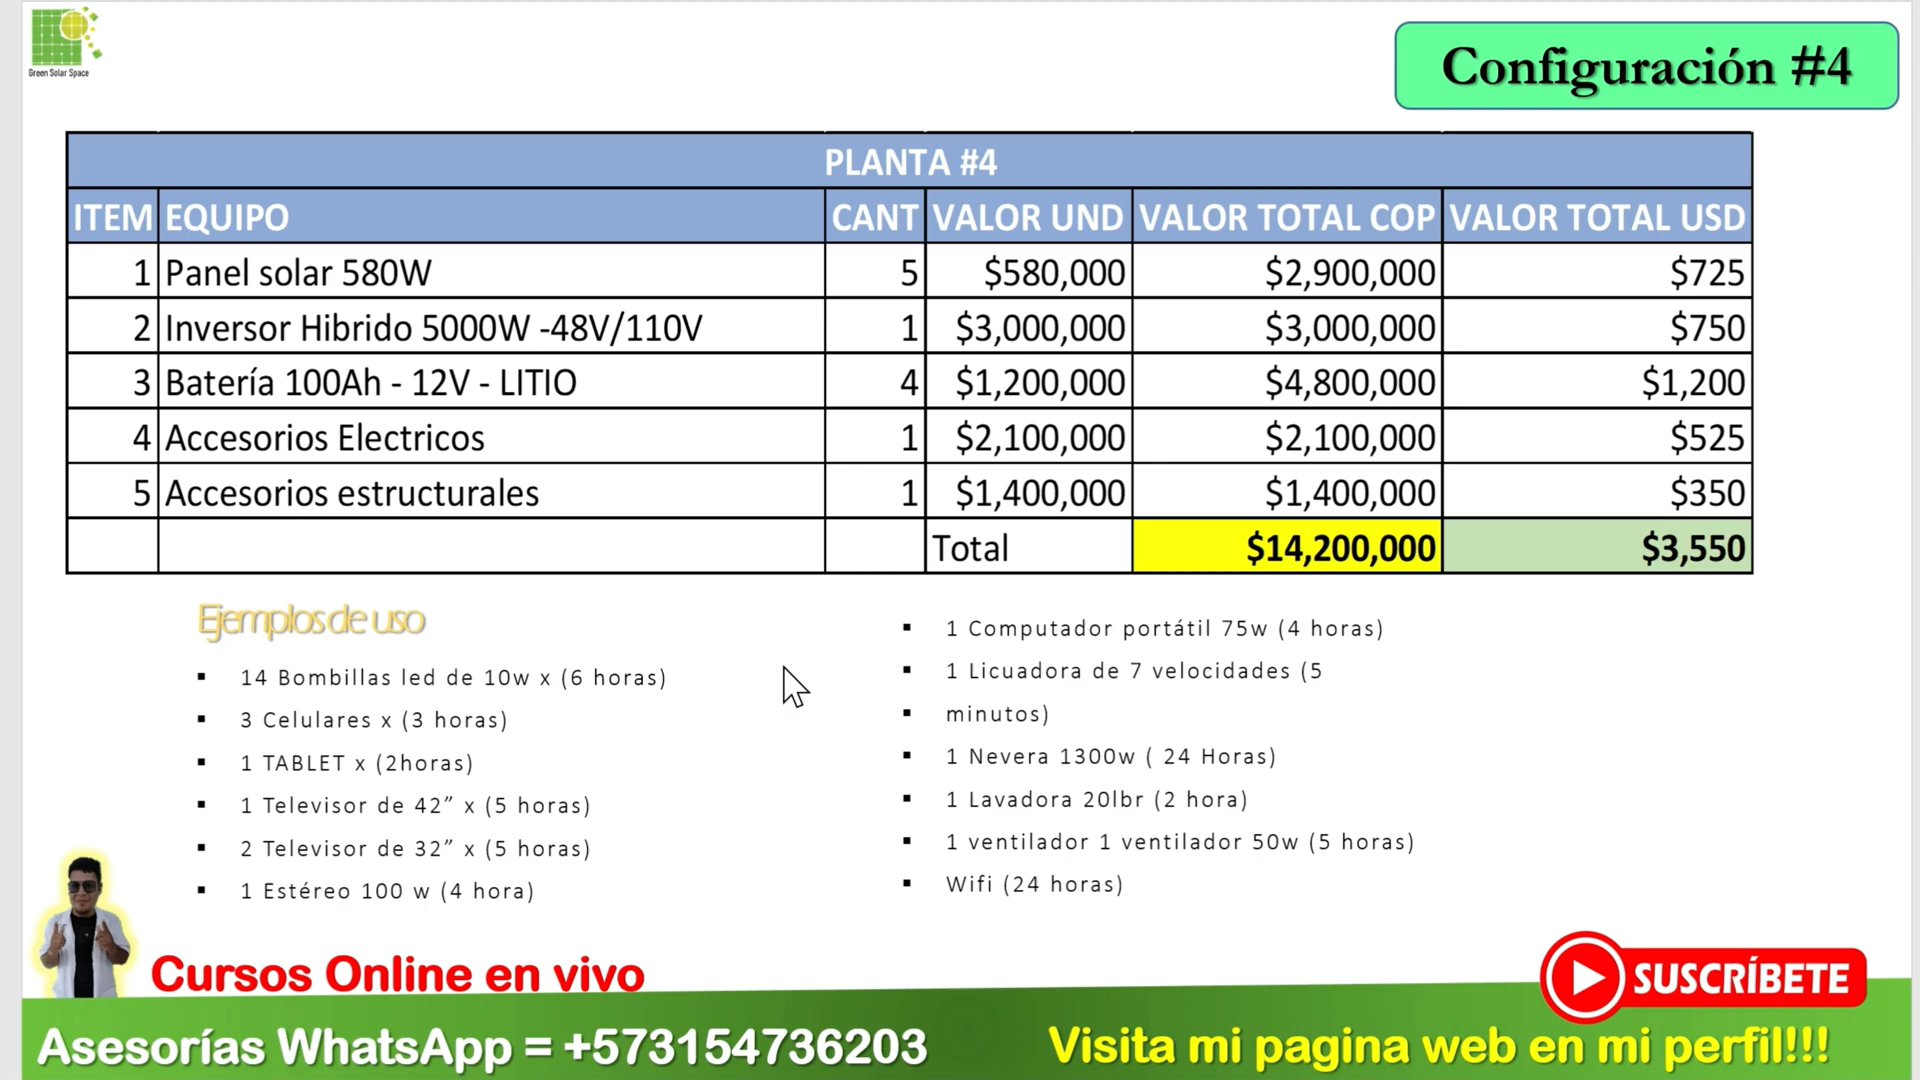 Green Solar Space
Configuración #4
PLANTA #4
ITEM EQUIPO CANT VALOR UND VALOR TOTAL COP VALOR TOTAL USD
1 Panel solar 580W 5 $580,000 $2,900,000 $725
2 Inversor Hibrido 5000W -48V/110V 1 $3,000,000 $3,000,000 $750
3 Batería 100Ah - 12V - LITIO 4 $1,200,000 $4,800,000 $1,200
4 Accesorios Electricos 1 $2,100,000 $2,100,000 $525
5 Accesorios estructurales 1 $1,400,000 $1,400,000 $350
Total $14,200,000 $3,550
Ejemplos de uso
▪ 14 Bombillas led de 10w x (6 horas)
▪ 3 Celulares x (3 horas)
▪ 1 TABLET x (2horas)
▪ 1 Televisor de 42” x (5 horas)
▪ 2 Televisor de 32” x (5 horas)
▪ 1 Estéreo 100 w (4 hora)
▪ 1 Computador portátil 75w (4 horas)
▪ 1 Licuadora de 7 velocidades (5
▪ minutos)
▪ 1 Nevera 1300w ( 24 Horas)
▪ 1 Lavadora 20lbr (2 hora)
▪ 1 ventilador 1 ventilador 50w (5 horas)
▪ Wifi (24 horas)
Cursos Online en vivo
SUSCRÍBETE
Asesorías WhatsApp = +573154736203
Visita mi pagina web en mi perfil!!!